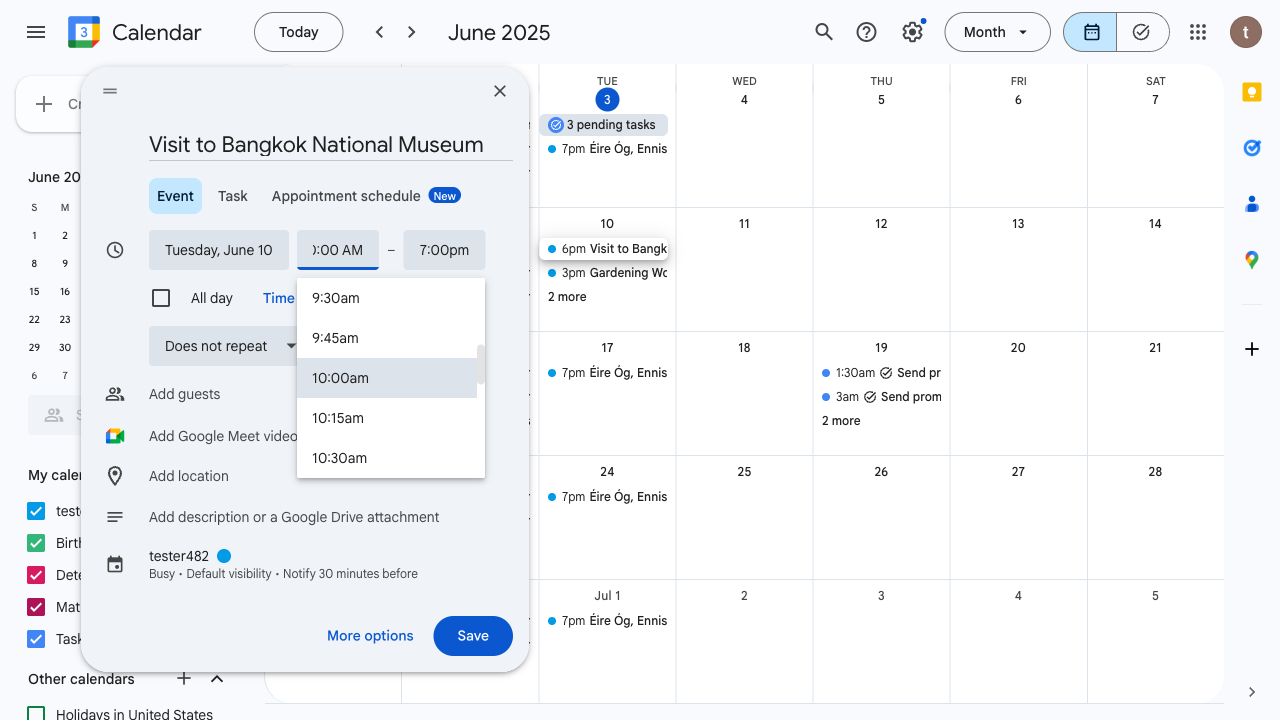 3 Calendar
Today
June 2025
Month
t
Cr
June 20
S M
1 2
8 9
15 16
22 23
29 30
6 7
S
My caler
teste
Birth
Dete
Mat
Task
Other calendars
Holidays in United States
Visit to Bangkok National Museum
Event
Task
Appointment schedule
New
Tuesday, June 10
):00 AM
–
7:00pm
All day
Time
Does not repeat
9:30am
9:45am
10:00am
10:15am
10:30am
Add guests
Add Google Meet video
Add location
Add description or a Google Drive attachment
tester482
Busy • Default visibility • Notify 30 minutes before
More options
Save
TUE WED THU FRI SAT
3 4 5 6 7
3 pending tasks
7pm Éire Óg, Ennis
10 11 12 13 14
6pm Visit to Bangk
3pm Gardening Wo
2 more
17 18 19 20 21
7pm Éire Óg, Ennis
1:30am Send pr
3am Send prom
2 more
24 25 26 27 28
7pm Éire Óg, Ennis
Jul 1 2 3 4 5
7pm Éire Óg, Ennis